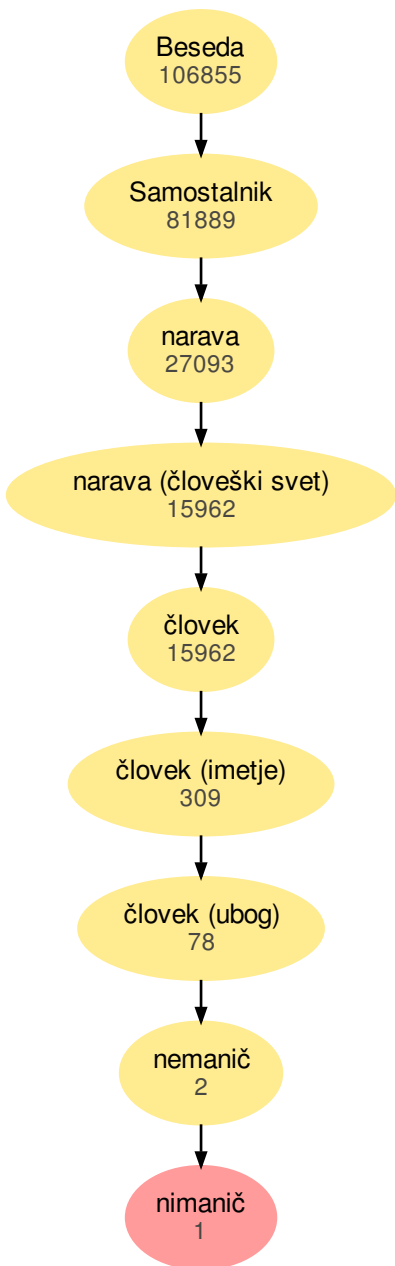 Beseda
106855
Samostalnik
81889
narava
27093
narava (človeški svet)
15962
človek
15962
človek (imetje)
309
človek (ubog)
78
nemanič
2
nimanič
1